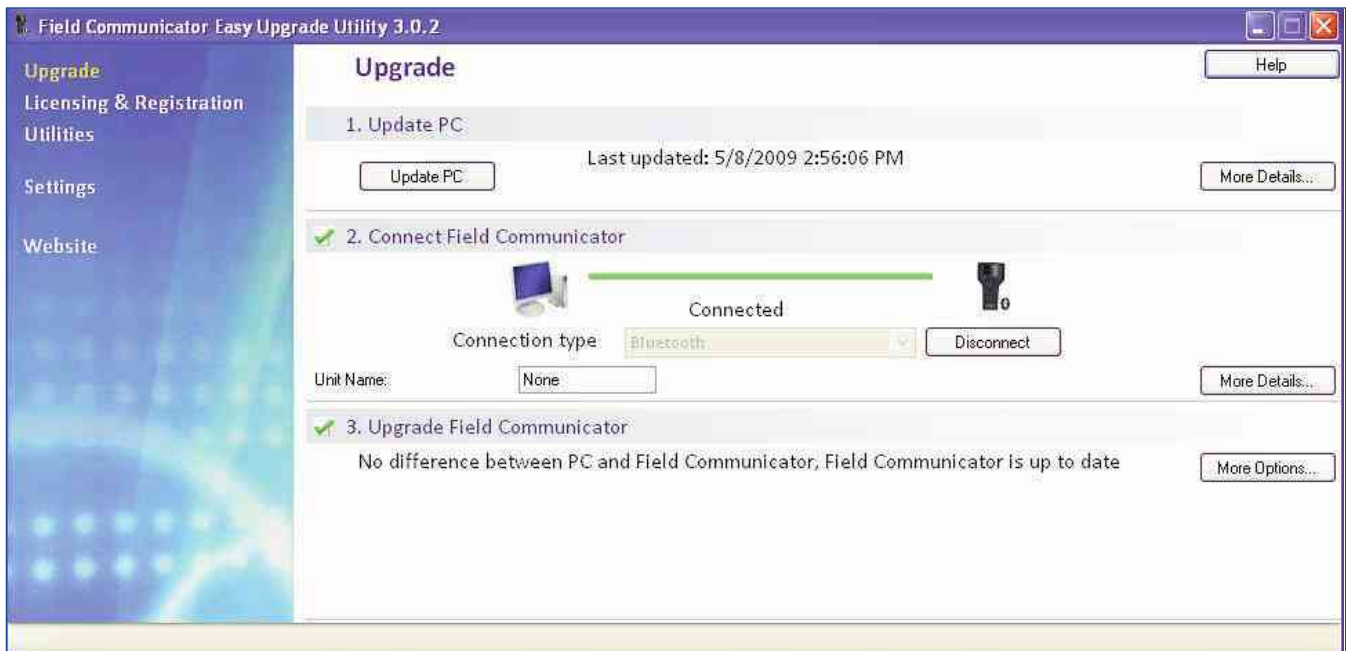 Field Communicator Easy Upgrade Utility 3.0.2
Upgrade
Licensing & Registration
Utilities
Settings
Website
Upgrade
Help
1. Update PC
Update PC
Last updated: 5/8/2009 2:56:06 PM
More Details...
2. Connect Field Communicator
Connected
Connection type
Bluetooth
Disconnect
Unit Name:
None
More Details...
3. Upgrade Field Communicator
No difference between PC and Field Communicator, Field Communicator is up to date
More Options...